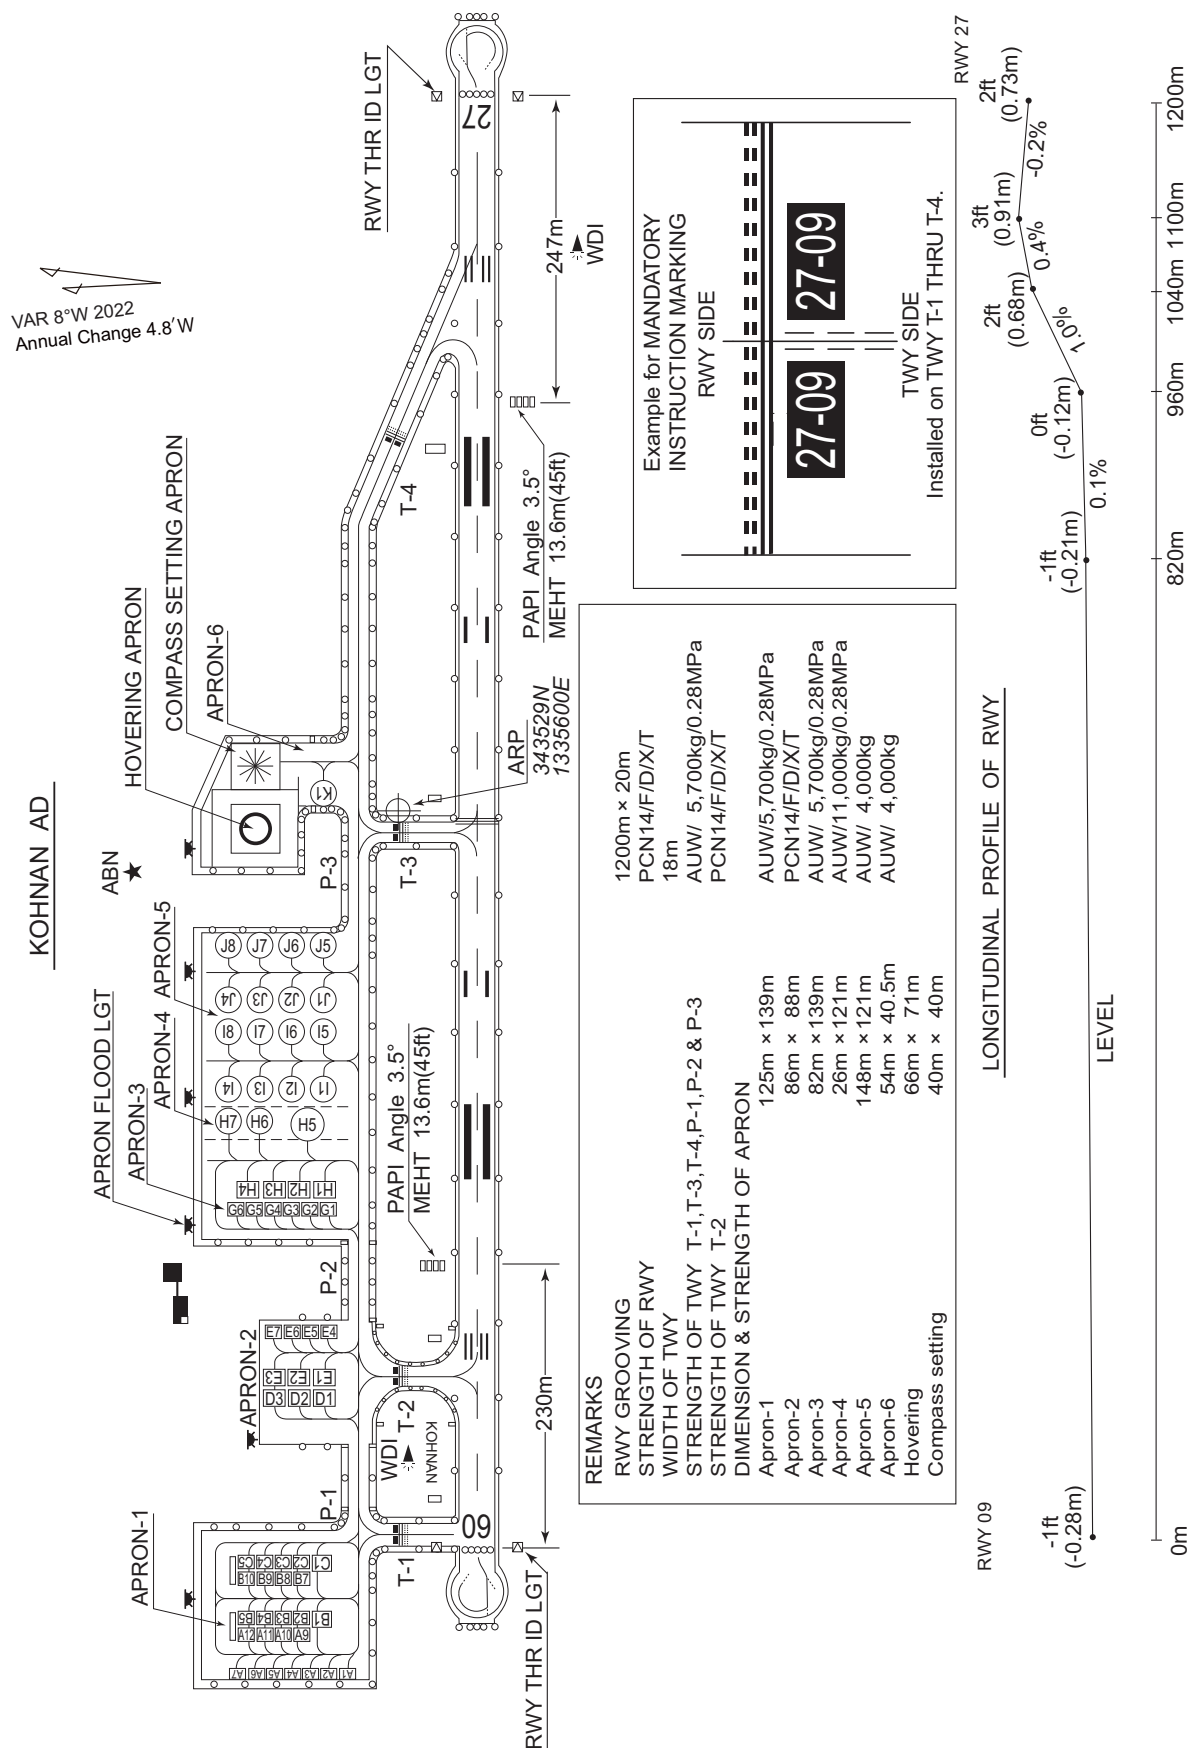 KOHNAN AD
VAR 8°W 2022
Annual Change 4.8′W
APRON-1
APRON-2
APRON FLOOD LGT
APRON-3
APRON-4
APRON-5
ABN
HOVERING APRON
COMPASS SETTING APRON
APRON-6
A7
A6
A5
A4
A3
A2
A1
A12
A11
A10
A9
B5
B4
B3
B2
B1
B10
B9
B8
B7
C5
C4
C3
C2
C1
D3
D2
D1
E3
E2
E1
E7
E6
E5
E4
G6
G5
G4
G3
G2
G1
H4
H3
H2
H1
H7
H6
H5
I4
I3
I2
I1
I8
I7
I6
I5
J4
J3
J2
J1
J8
J7
J6
J5
K1
P-1
P-2
P-3
T-1
T-2
T-3
T-4
WDI
KOHNAN
PAPI Angle 3.5°
MEHT 13.6m(45ft)
RWY THR ID LGT
09
27
RWY THR ID LGT
230m
ARP
343529N
1335600E
PAPI Angle 3.5°
MEHT 13.6m(45ft)
247m
WDI
REMARKS
RWY GROOVING 1200m × 20m
STRENGTH OF RWY PCN14/F/D/X/T
WIDTH OF TWY 18m
STRENGTH OF TWY T-1,T-3,T-4,P-1,P-2 & P-3 AUW/ 5,700kg/0.28MPa
STRENGTH OF TWY T-2 PCN14/F/D/X/T
DIMENSION & STRENGTH OF APRON
Apron-1 125m ×139m AUW/5,700kg/0.28MPa
Apron-2 86m × 88m PCN14/F/D/X/T
Apron-3 82m ×139m AUW/ 5,700kg/0.28MPa
Apron-4 26m ×121m AUW/11,000kg/0.28MPa
Apron-5 148m ×121m AUW/ 4,000kg
Apron-6 54m × 40.5m AUW/ 4,000kg
Hovering 66m × 71m
Compass setting 40m × 40m
Example for MANDATORY
INSTRUCTION MARKING
RWY SIDE
27-09 27-09
TWY SIDE
Installed on TWY T-1 THRU T-4.
LONGITUDINAL PROFILE OF RWY
RWY 09
RWY 27
-1ft
(-0.28m)
LEVEL
-1ft
(-0.21m)
0.1%
0ft
(-0.12m)
1.0%
2ft
(0.68m)
0.4%
3ft
(0.91m)
-0.2%
2ft
(0.73m)
0m 820m 960m 1040m 1100m 1200m